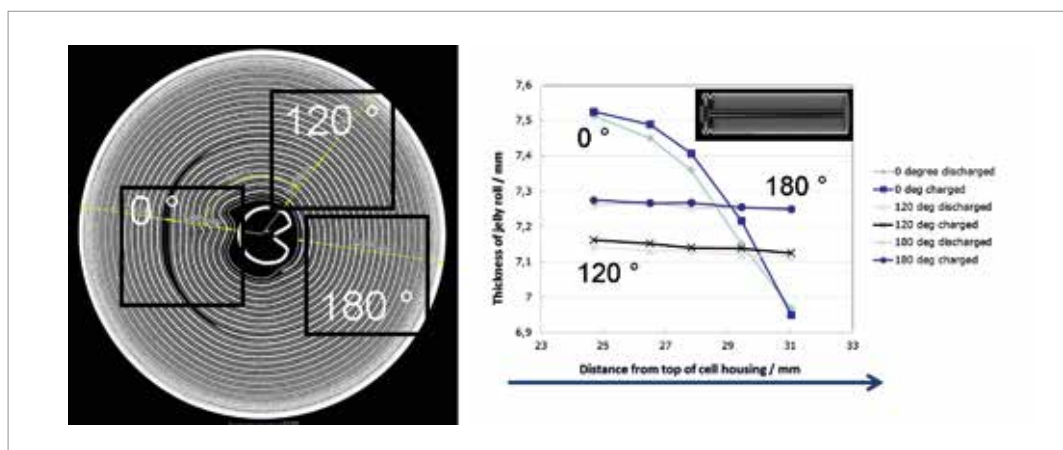 120 °
0 °
180 °
7,6
7,5
7,4
7,3
7,2
7,1
7
6,9
23
25
27
29
31
33
0 °
180 °
120 °
Thickness of jelly roll / mm
Distance from top of cell housing / mm
0 degree discharged
0 deg charged
120 deg discharged
120 deg charged
180 deg discharged
180 deg charged